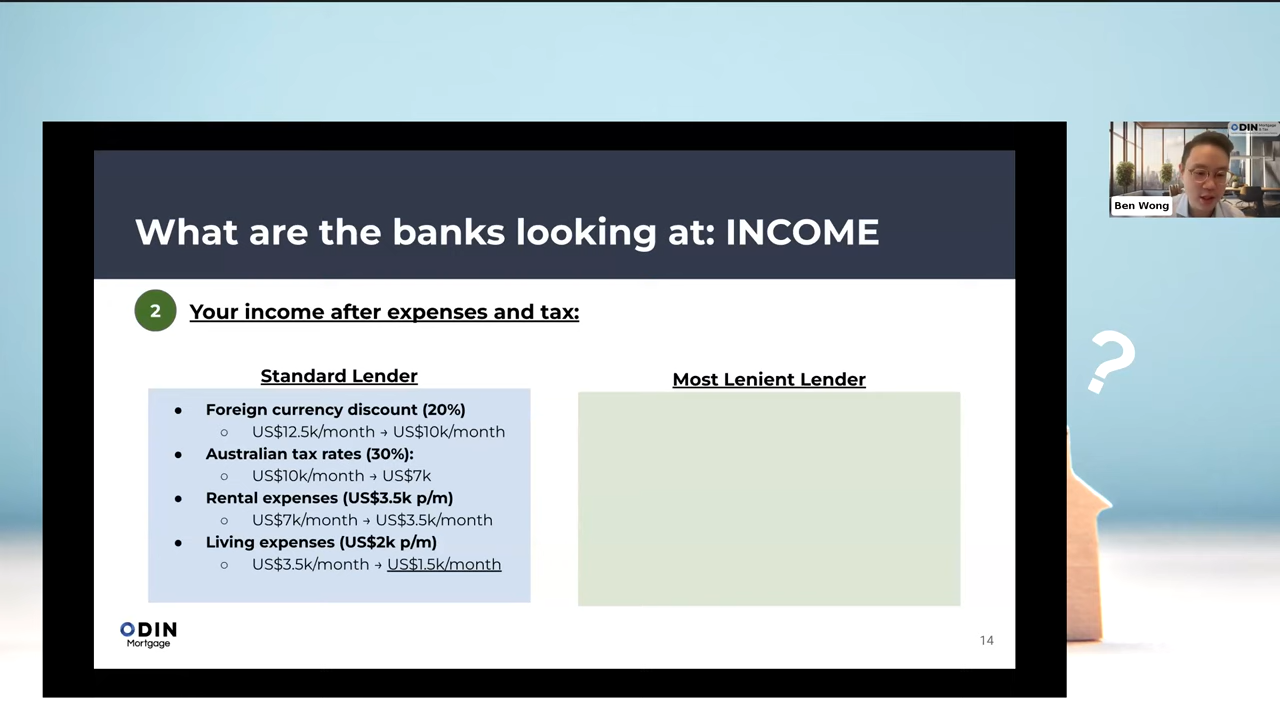 What are the banks looking at: INCOME
2
Your income after expenses and tax:
Standard Lender
● Foreign currency discount (20%)
○ US$12.5k/month → US$10k/month
● Australian tax rates (30%):
○ US$10k/month → US$7k
● Rental expenses (US$3.5k p/m)
○ US$7k/month → US$3.5k/month
● Living expenses (US$2k p/m)
○ US$3.5k/month → US$1.5k/month
Most Lenient Lender
ODIN
Mortgage
14
ODIN
Ben Wong
?